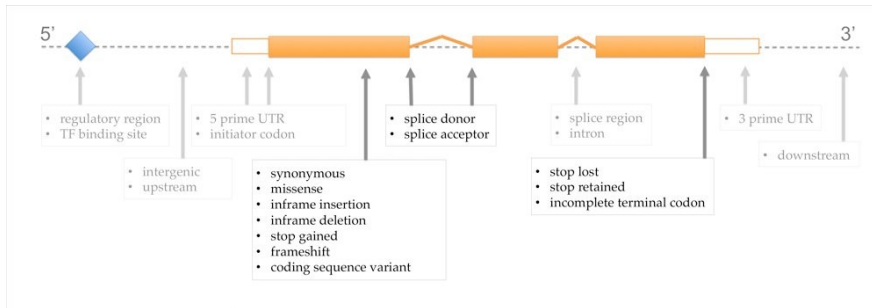 5’
3’
• regulatory region
• TF binding site
• intergenic
• upstream
• 5 prime UTR
• initiator codon
• synonymous
• missense
• inframe insertion
• inframe deletion
• stop gained
• frameshift
• coding sequence variant
• splice donor
• splice acceptor
• splice region
• intron
• stop lost
• stop retained
• incomplete terminal codon
• 3 prime UTR
• downstream